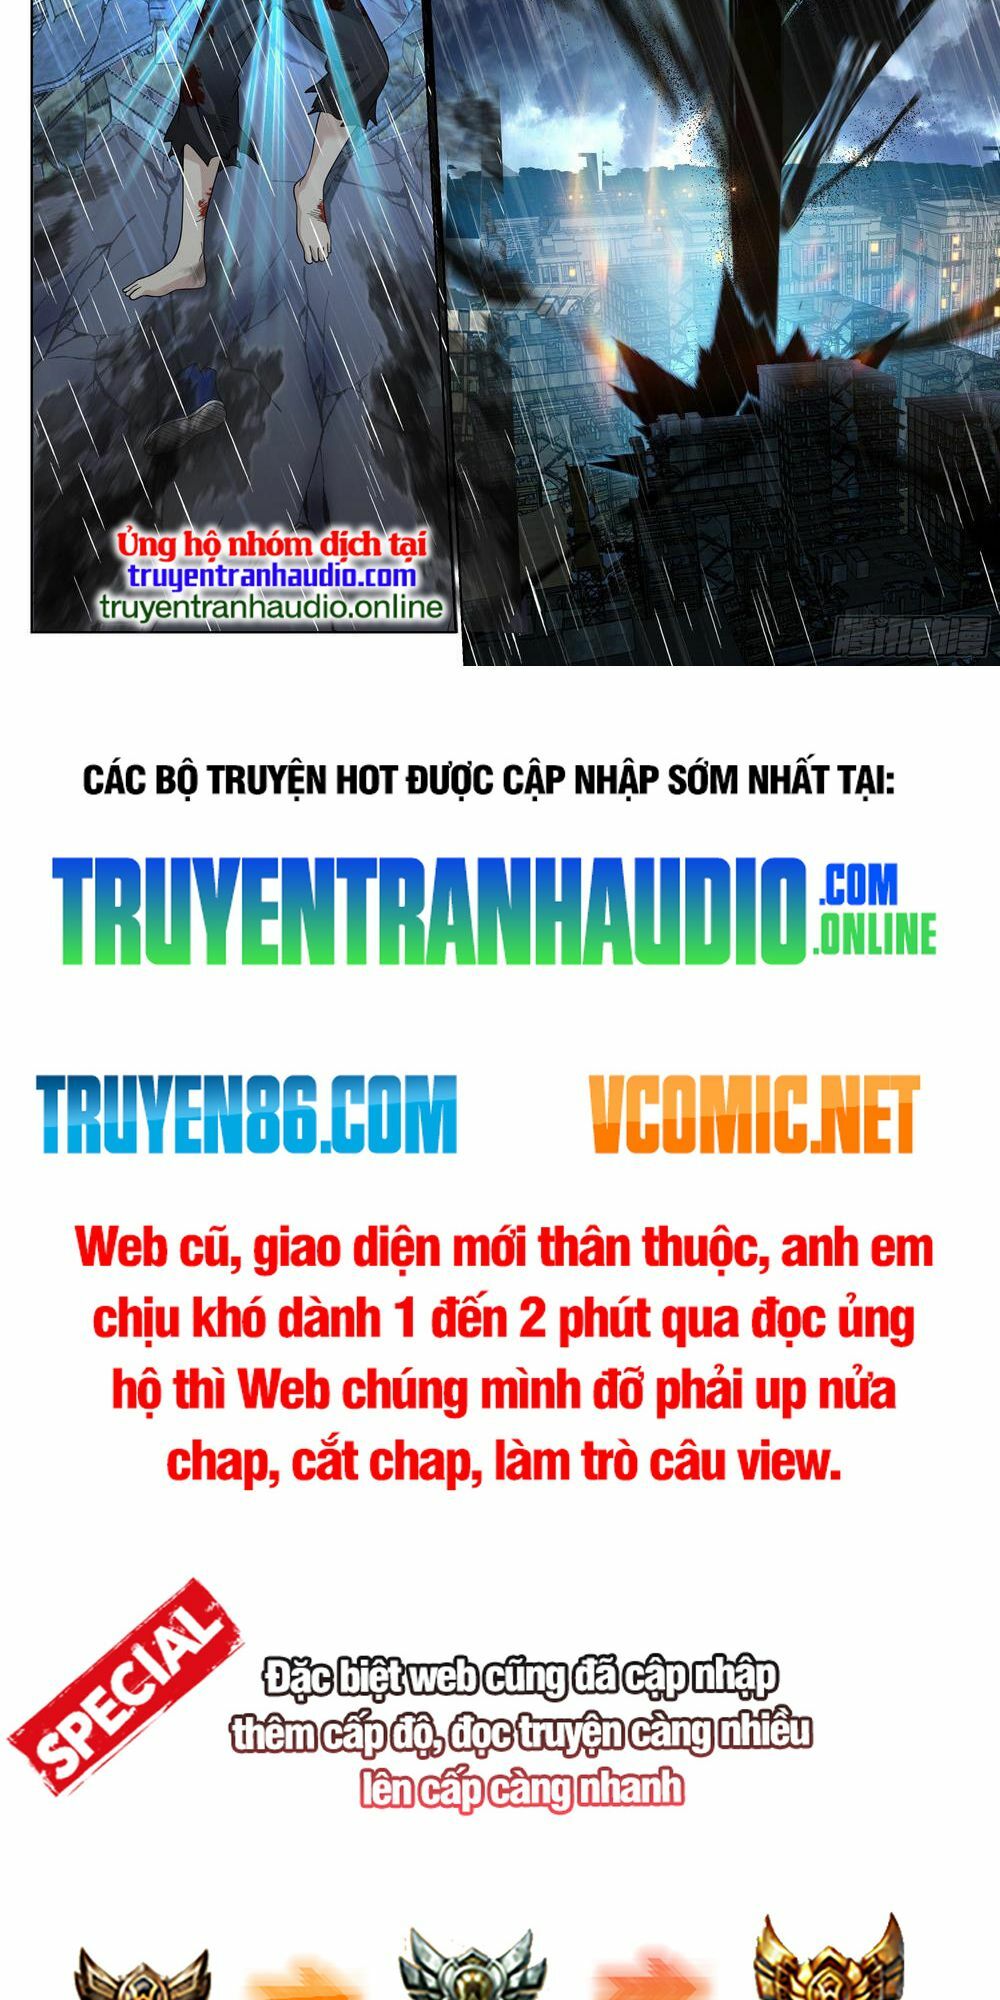 Ủng hộ nhóm dịch tại
truyentranhaudio.com
truyentranhaudio.online
腾讯动漫
CÁC BỘ TRUYỆN HOT ĐƯỢC CẬP NHẬP SỚM NHẤT TẠI:
TRUYENTRANHAUDIO.COM
.ONLINE
TRUYEN86.COM
VCOMIC.NET
Web cũ, giao diện mới thân thuộc, anh em
chịu khó dành 1 đến 2 phút qua đọc ủng
hộ thì Web chúng mình đỡ phải up nửa
chap, cắt chap, làm trò câu view.
SPECIAL
Đặc biệt web cũng đã cập nhập
thêm cấp độ, đọc truyện càng nhiều
lên cấp càng nhanh